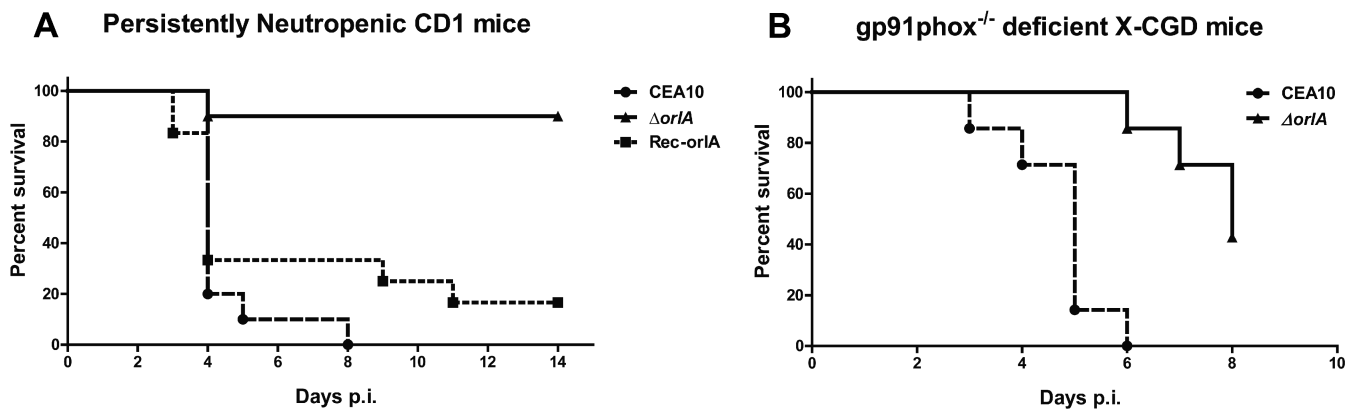 A
Persistently Neutropenic CD1 mice
Percent survival
100
80
60
40
20
0
0 2 4 6 8 10 12 14
Days p.i.
CEA10
ΔorlA
Rec-orlA
B
gp91phox-/- deficient X-CGD mice
Percent survival
100
80
60
40
20
0
0 2 4 6 8 10
Days p.i.
CEA10
ΔorlA